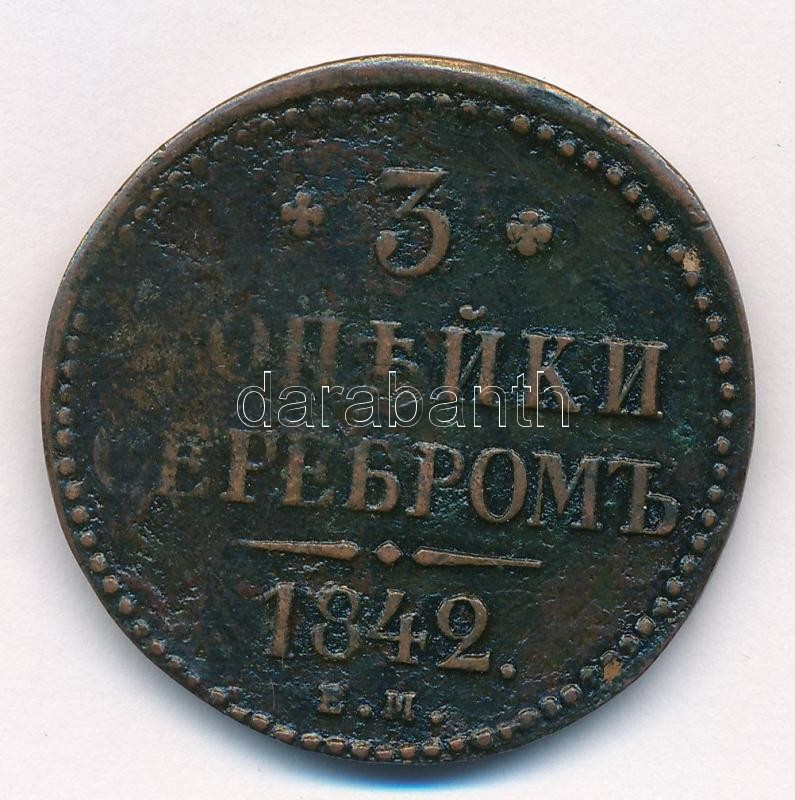 3
КОПѢЙКИ
darabanth
СЕРЕБРОМЪ
1842.
Е.М.